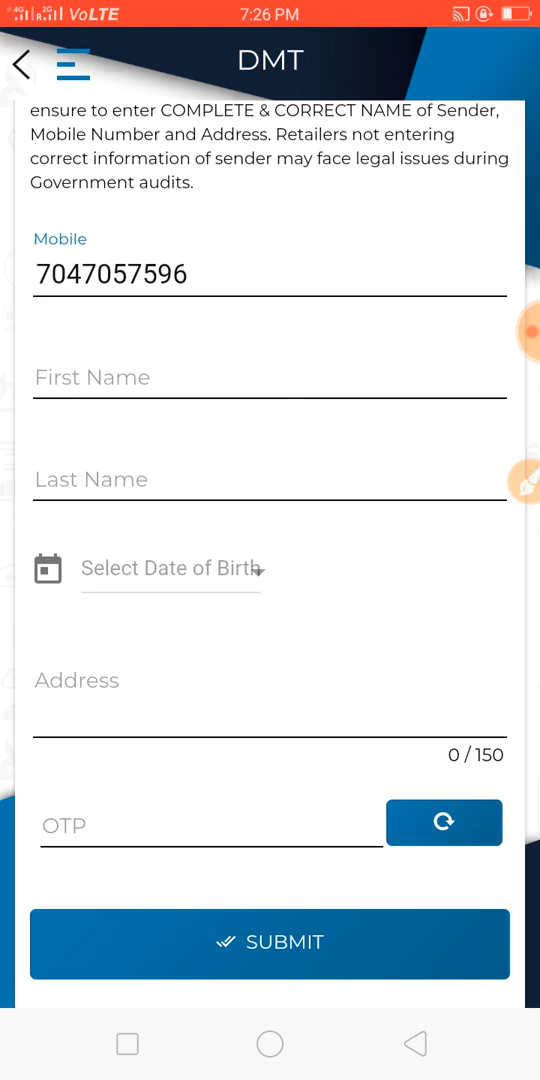 4G R 2G VoLTE 7:26 PM
DMT
ensure to enter COMPLETE & CORRECT NAME of Sender,
Mobile Number and Address. Retailers not entering
correct information of sender may face legal issues during
Government audits.
Mobile
7047057596
First Name
Last Name
Select Date of Birth
Address
0 / 150
OTP
SUBMIT